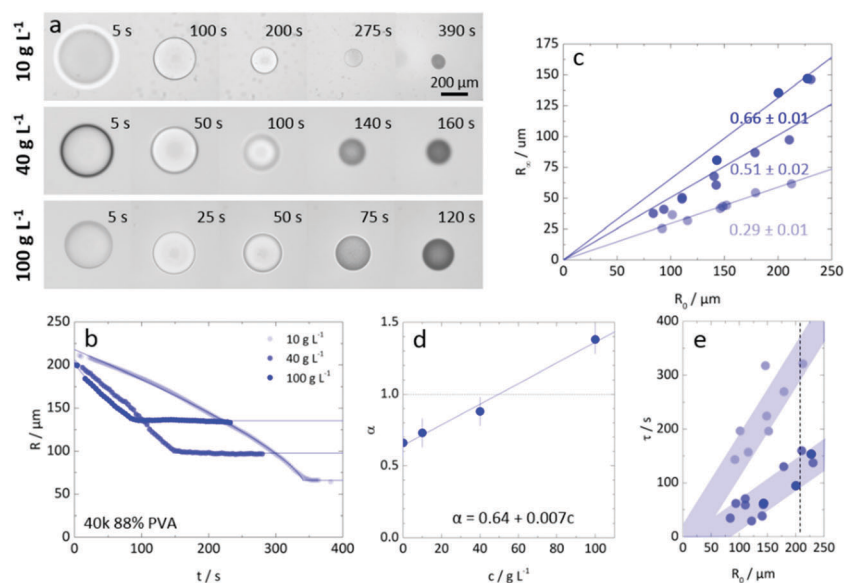 a
10 g L⁻¹
5 s 100 s 200 s 275 s 390 s
200 µm
40 g L⁻¹
5 s 50 s 100 s 140 s 160 s
100 g L⁻¹
5 s 25 s 50 s 75 s 120 s
c
175
150
125
100
75
50
25
0
R∞ / um
0.66 ± 0.01
0.51 ± 0.02
0.29 ± 0.01
0 50 100 150 200 250
R₀ / µm
b
250
200
150
100
50
0
R / µm
10 g L⁻¹
40 g L⁻¹
100 g L⁻¹
40k 88% PVA
0 100 200 300 400
t / s
d
1.5
1.0
0.5
0.0
α
α = 0.64 + 0.007c
0 20 40 60 80 100
c / g L⁻¹
e
400
300
200
100
0
τ / s
0 50 100 150 200 250
R₀ / µm